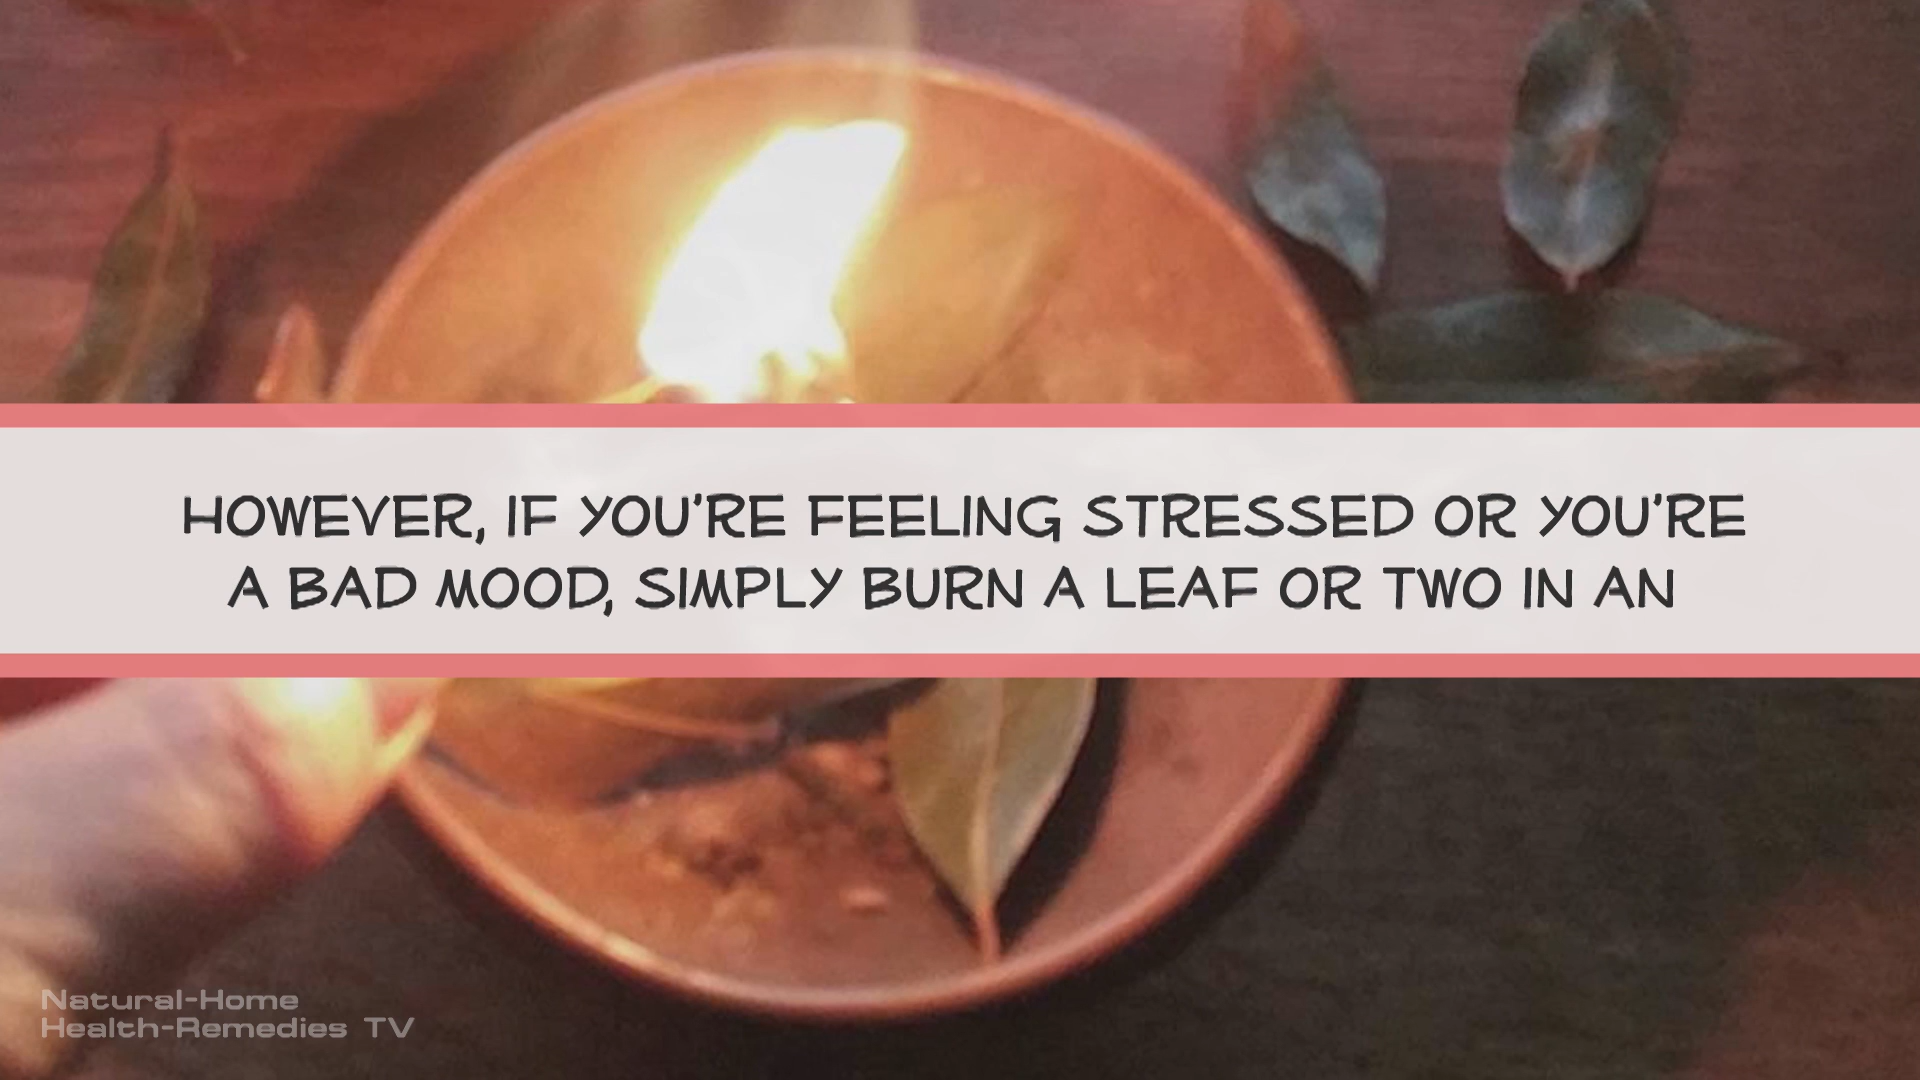 HOWEVER, IF YOU'RE FEELING STRESSED OR YOU'RE
A BAD MOOD, SIMPLY BURN A LEAF OR TWO IN AN
Natural-Home
Health-Remedies TV